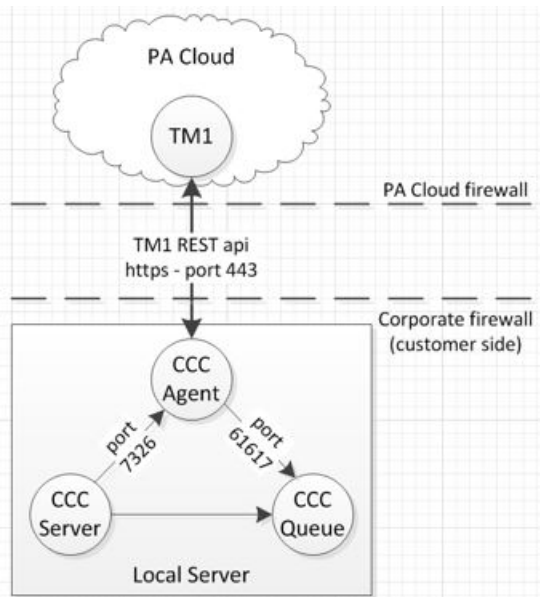 PA Cloud
TM1
PA Cloud firewall
TM1 REST api
https - port 443
Corporate firewall
(customer side)
CCC
Agent
port
7326
port
61617
CCC
Server
CCC
Queue
Local Server